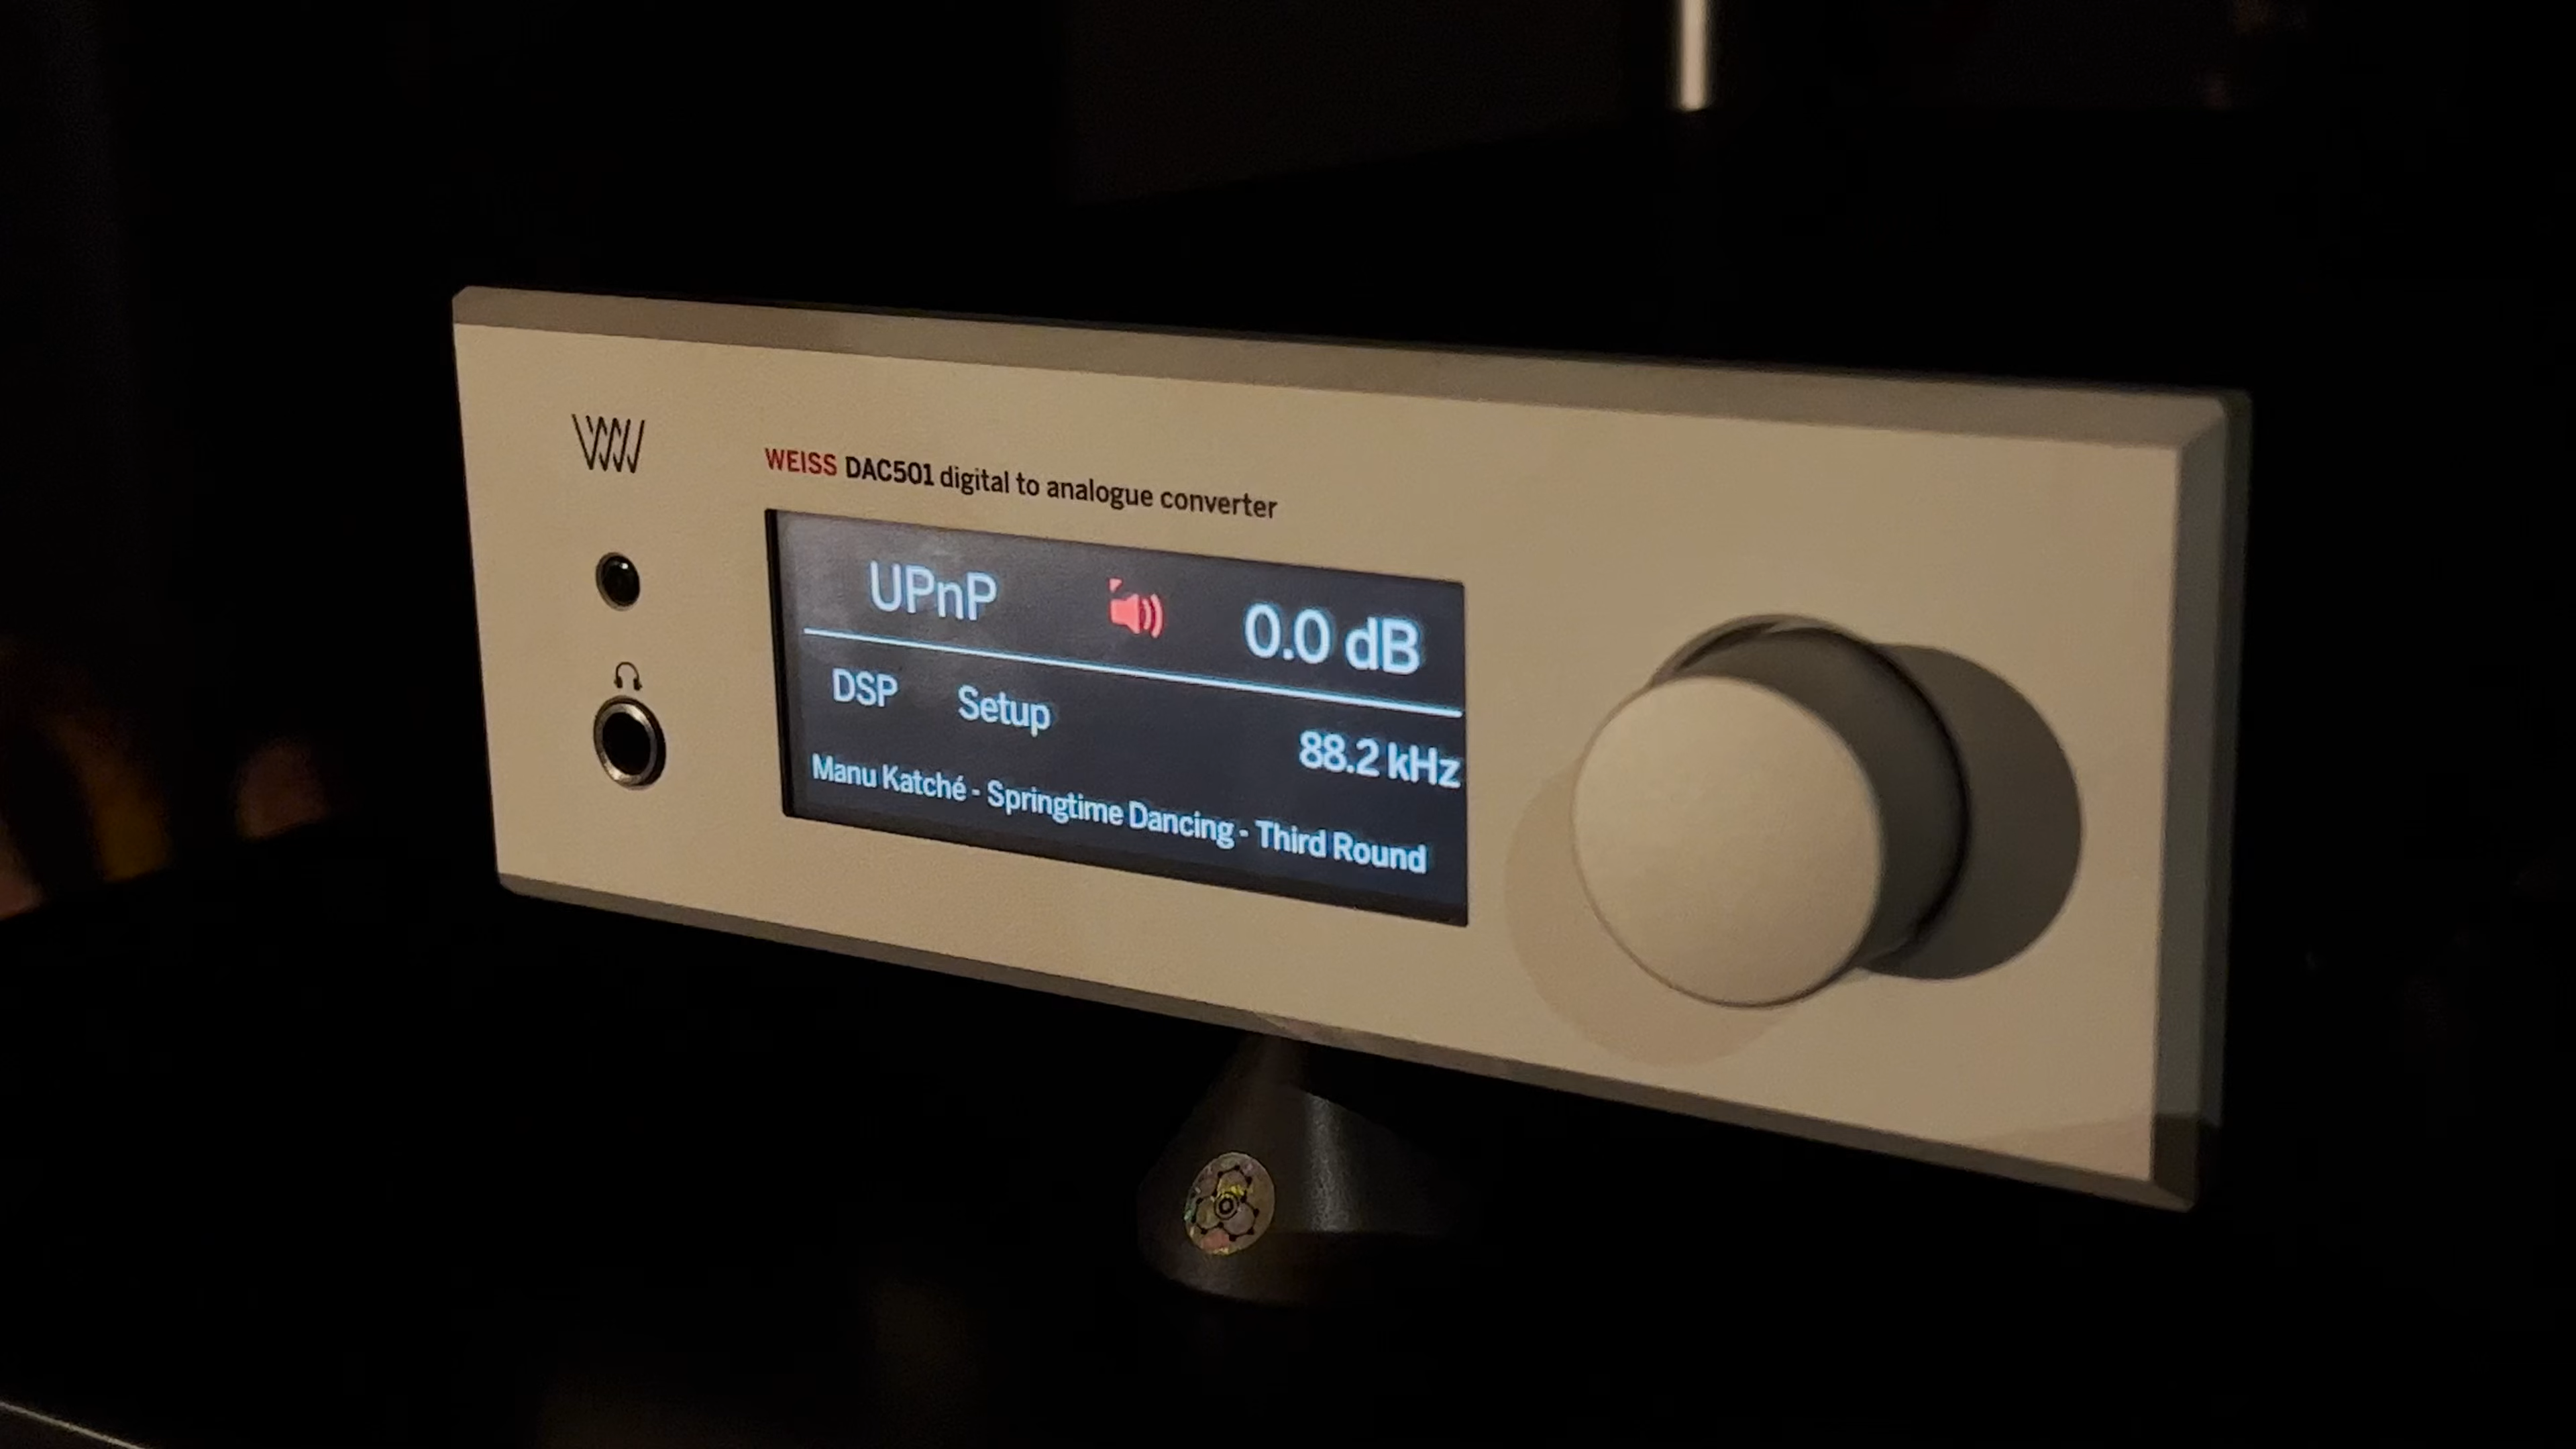 WEISS DAC501 digital to analogue converter
UPnP 0.0 dB
DSP Setup
88.2 kHz
Manu Katché - Springtime Dancing - Third Round